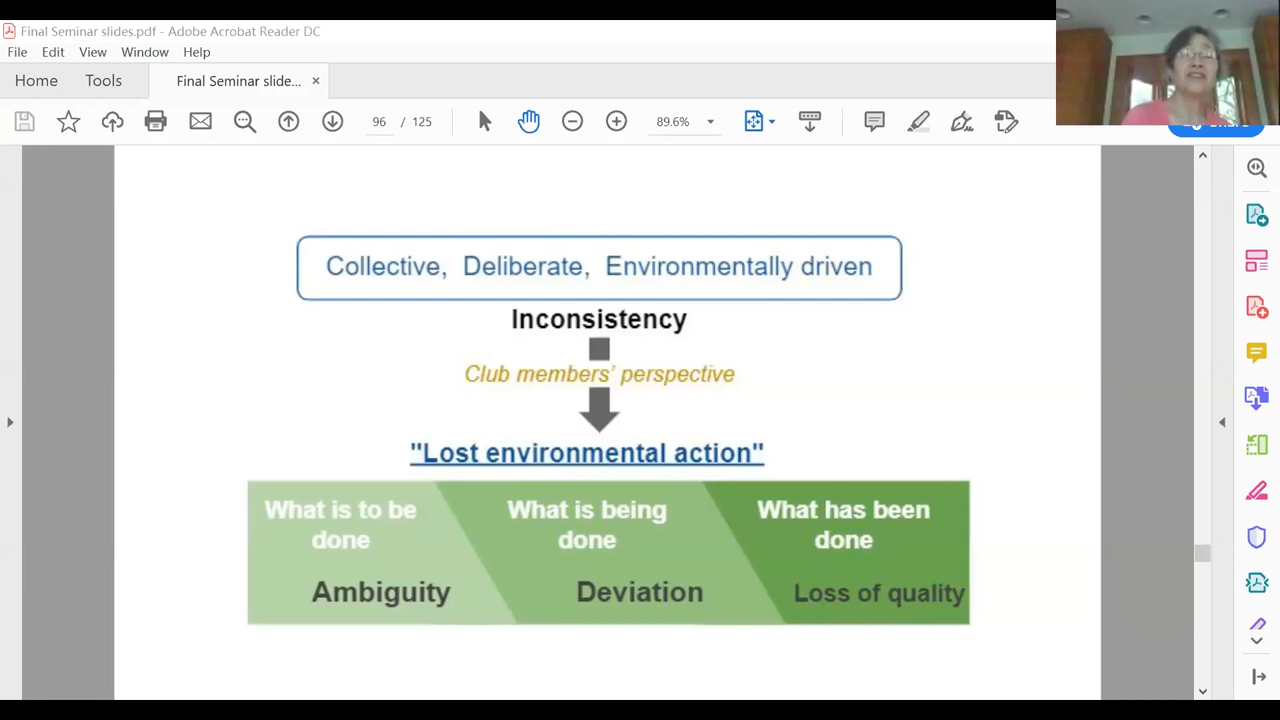 Final Seminar slides.pdf - Adobe Acrobat Reader DC
File Edit View Window Help
Home Tools Final Seminar slide... ×
96 / 125 89.6%
Collective, Deliberate, Environmentally driven
Inconsistency
Club members' perspective
"Lost environmental action"
What is to be
done
Ambiguity
What is being
done
Deviation
What has been
done
Loss of quality